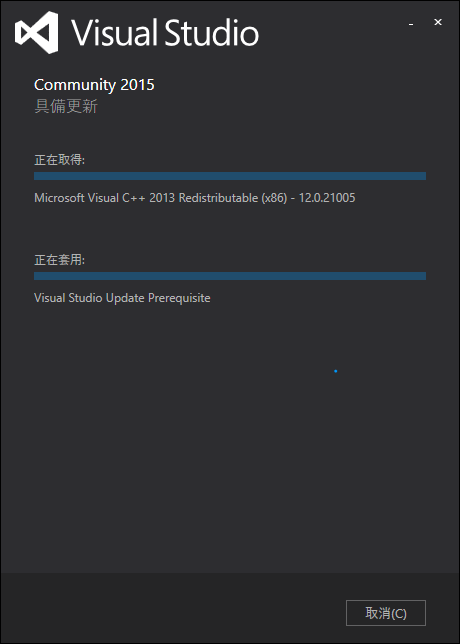 Visual Studio
Community 2015
具備更新
正在取得:
Microsoft Visual C++ 2013 Redistributable (x86) - 12.0.21005
正在套用:
Visual Studio Update Prerequisite
取消(C)